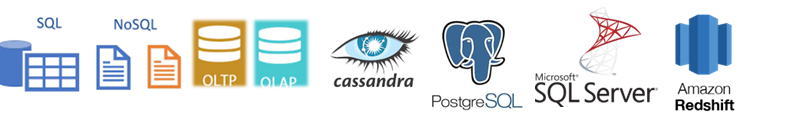 SQL
NoSQL
OLTP
OLAP
cassandra
PostgreSQL
Microsoft®
SQL Server®
Amazon
Redshift